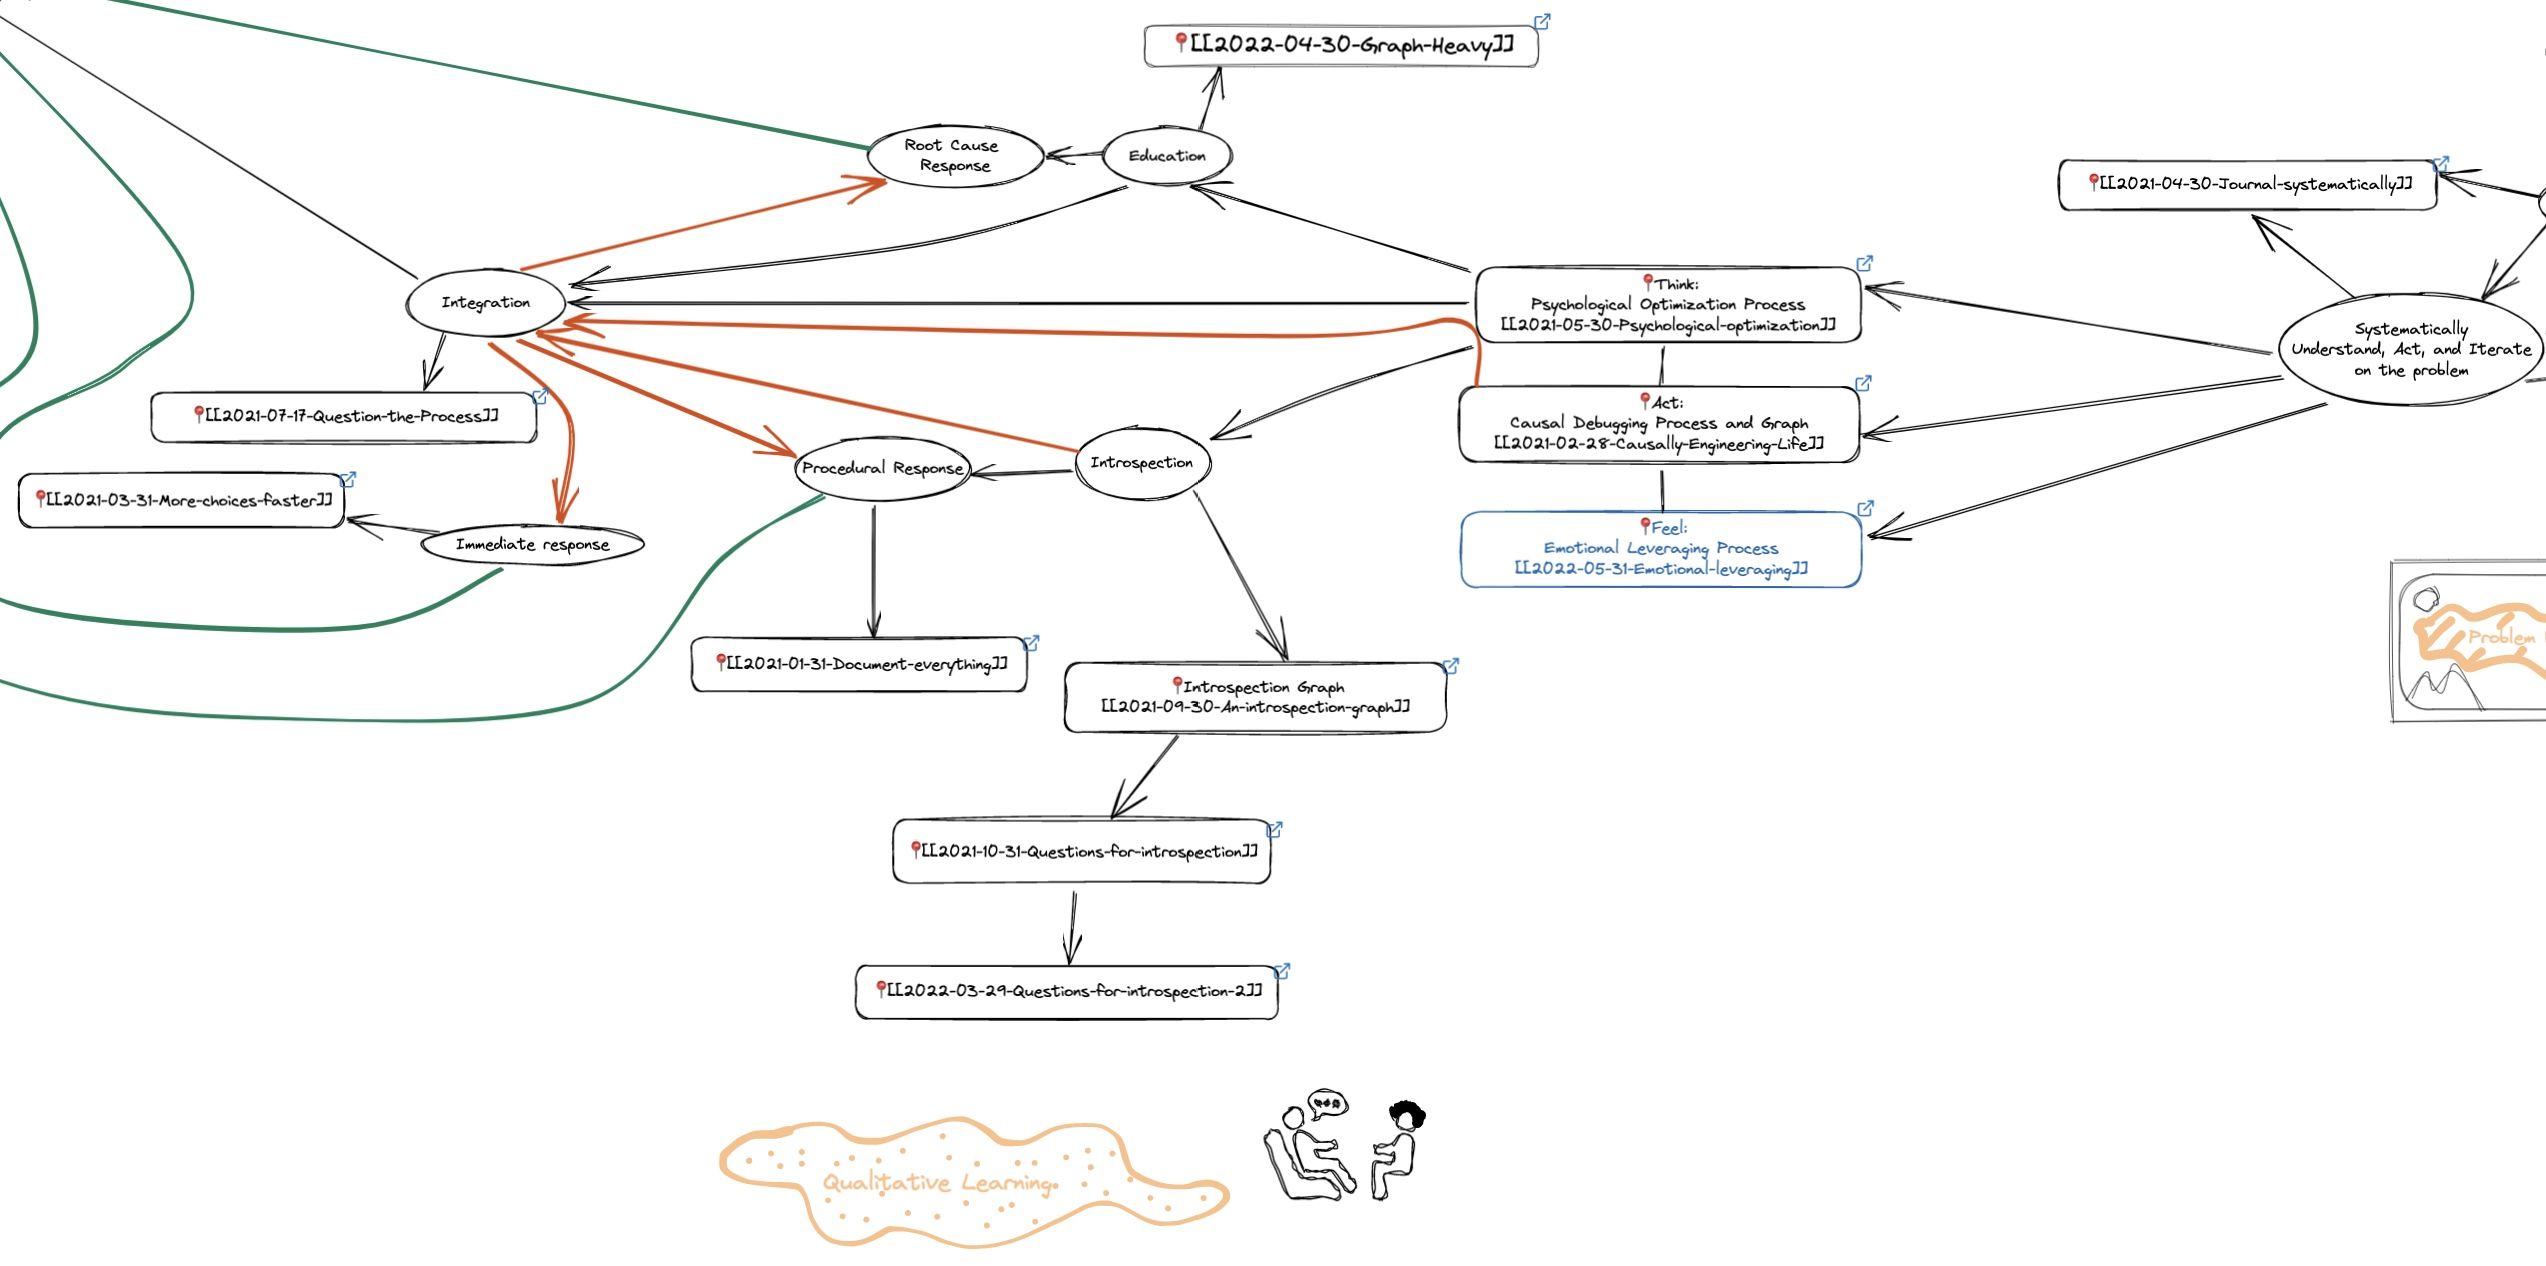 [[2022-04-30-Graph-Heavy]]
Root Cause
Response
Education
[[2021-04-30-Journal-systematically]]
Integration
Think:
Psychological Optimization Process
[[2021-05-30-Psychological-optimization]]
Systematically
Understand, Act, and Iterate
on the problem
[[2021-07-17-Question-the-Process]]
Act:
Causal Debugging Process and Graph
[[2021-02-28-Causally-Engineering-Life]]
Procedural Response
Introspection
[[2021-03-31-More-choices-faster]]
Immediate response
Feel:
Emotional Leveraging Process
[[2022-05-31-Emotional-leveraging]]
Problem
[[2021-01-31-Document-everything]]
Introspection Graph
[[2021-09-30-An-introspection-graph]]
[[2021-10-31-Questions-for-introspection]]
[[2022-03-29-Questions-for-introspection-2]]
Qualitative Learning